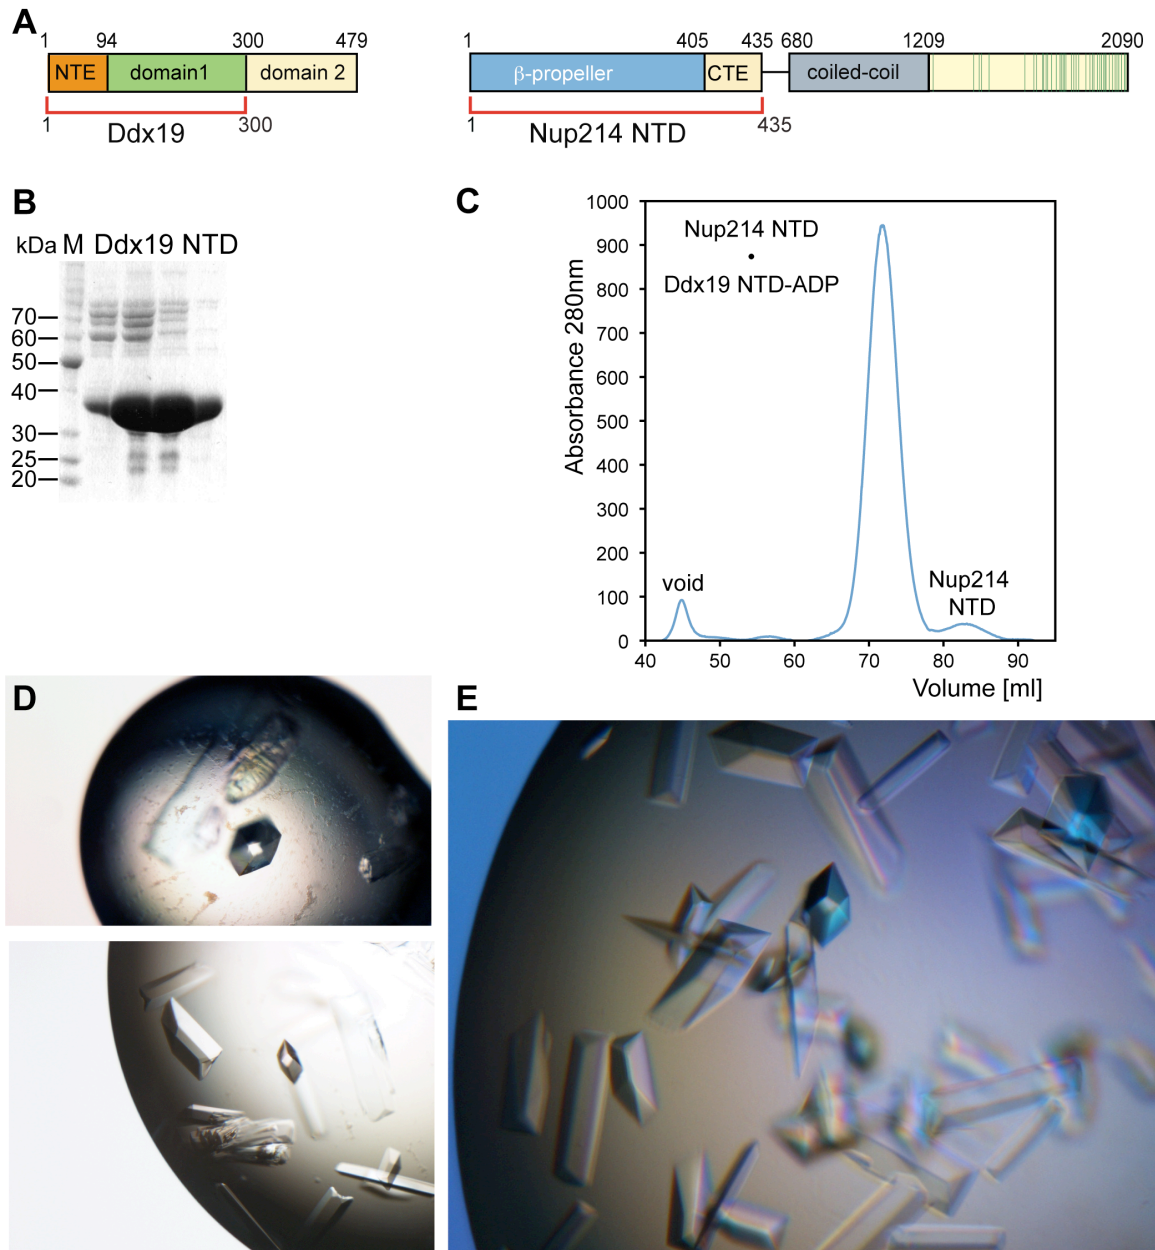 A
1 94 300 479
NTE domain1 domain 2
1 300
Ddx19
1 405 435 680 1209 2090
β-propeller CTE coiled-coil
1 435
Nup214 NTD
B
kDa M Ddx19 NTD
70
60
50
40
30
25
20
C
1000
900
800
700
600
500
400
300
200
100
0
Absorbance 280nm
Nup214 NTD
•
Ddx19 NTD-ADP
void
Nup214
NTD
40 50 60 70 80 90
Volume [ml]
D
E